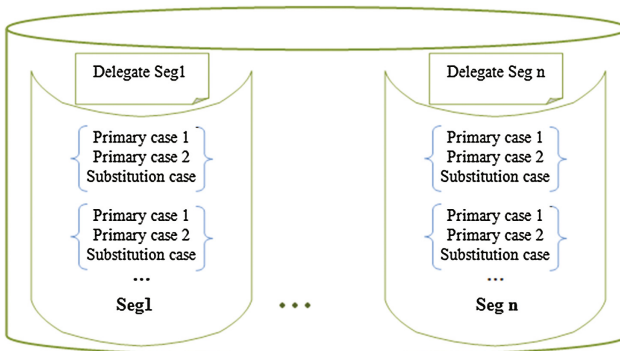 Delegate Seg1
Primary case 1
Primary case 2
Substitution case
Primary case 1
Primary case 2
Substitution case
...
Seg1
...
Delegate Seg n
Primary case 1
Primary case 2
Substitution case
Primary case 1
Primary case 2
Substitution case
...
Seg n